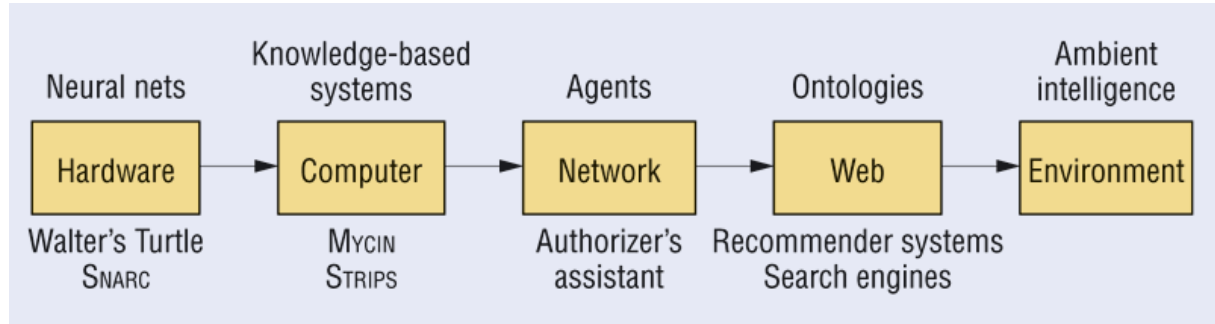 Neural nets
Knowledge-based
systems
Agents
Ontologies
Ambient
intelligence
Hardware
Computer
Network
Web
Environment
Walter's Turtle
SNARC
MYCIN
STRIPS
Authorizer's
assistant
Recommender systems
Search engines